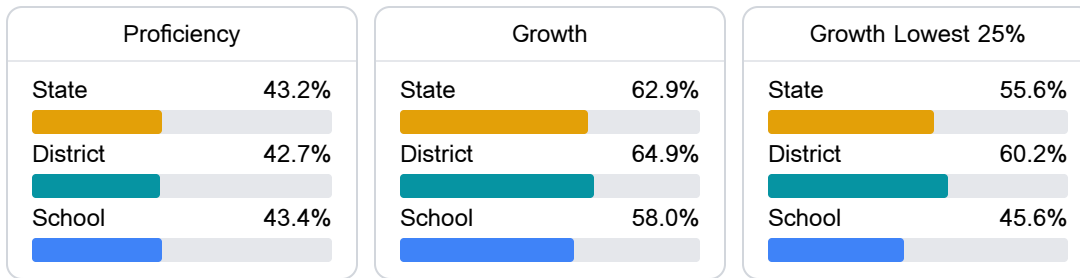 Proficiency
State 43.2%
District 42.7%
School 43.4%
Growth
State 62.9%
District 64.9%
School 58.0%
Growth Lowest 25%
State 55.6%
District 60.2%
School 45.6%